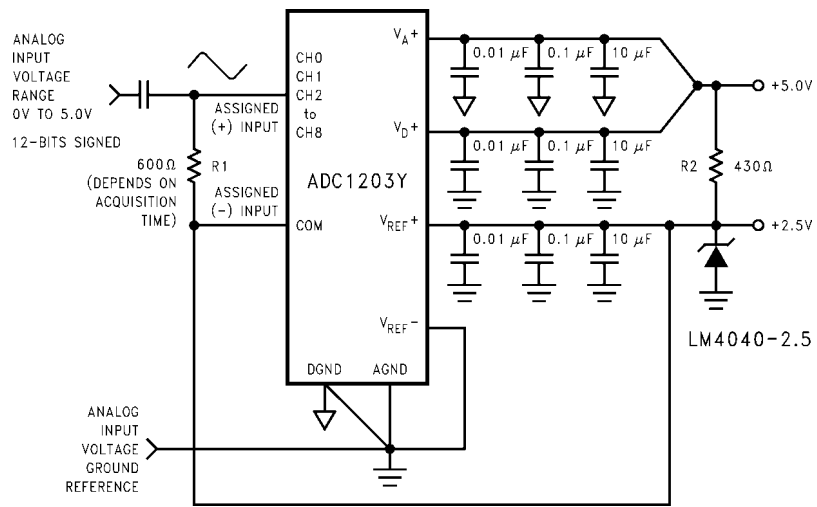 ANALOG
INPUT
VOLTAGE
RANGE
0V TO 5.0V
12-BITS SIGNED
600Ω
(DEPENDS ON
ACQUISITION
TIME)
R1
ASSIGNED
(+) INPUT
ASSIGNED
(-) INPUT
CH0
CH1
CH2
to
CH8
COM
ADC1203Y
VA+
VD+
VREF+
VREF-
DGND AGND
0.01 μF 0.1 μF 10 μF
0.01 μF 0.1 μF 10 μF
0.01 μF 0.1 μF 10 μF
+5.0V
R2 430Ω
+2.5V
LM4040-2.5
ANALOG
INPUT
VOLTAGE
GROUND
REFERENCE